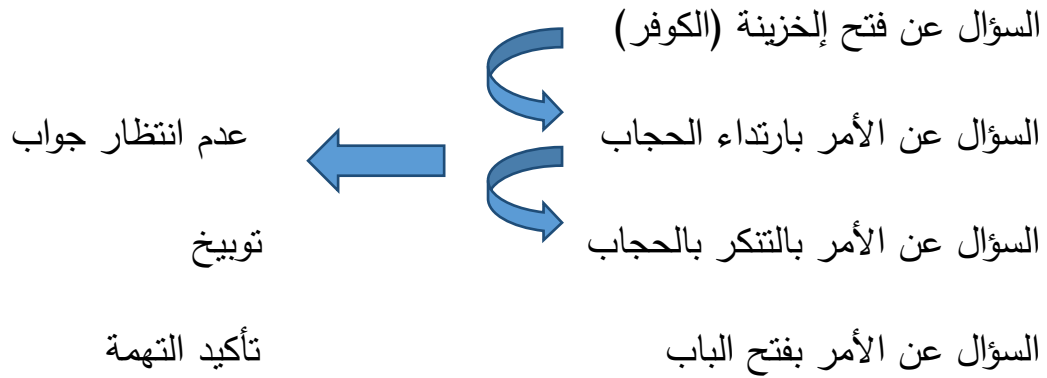 السؤال عن فتح إلخزينة (الكوفر)
السؤال عن الأمر بارتداء الحجاب
عدم انتظار جواب
السؤال عن الأمر بالتنكر بالحجاب
توبيخ
السؤال عن الأمر بفتح الباب
تأكيد التهمة